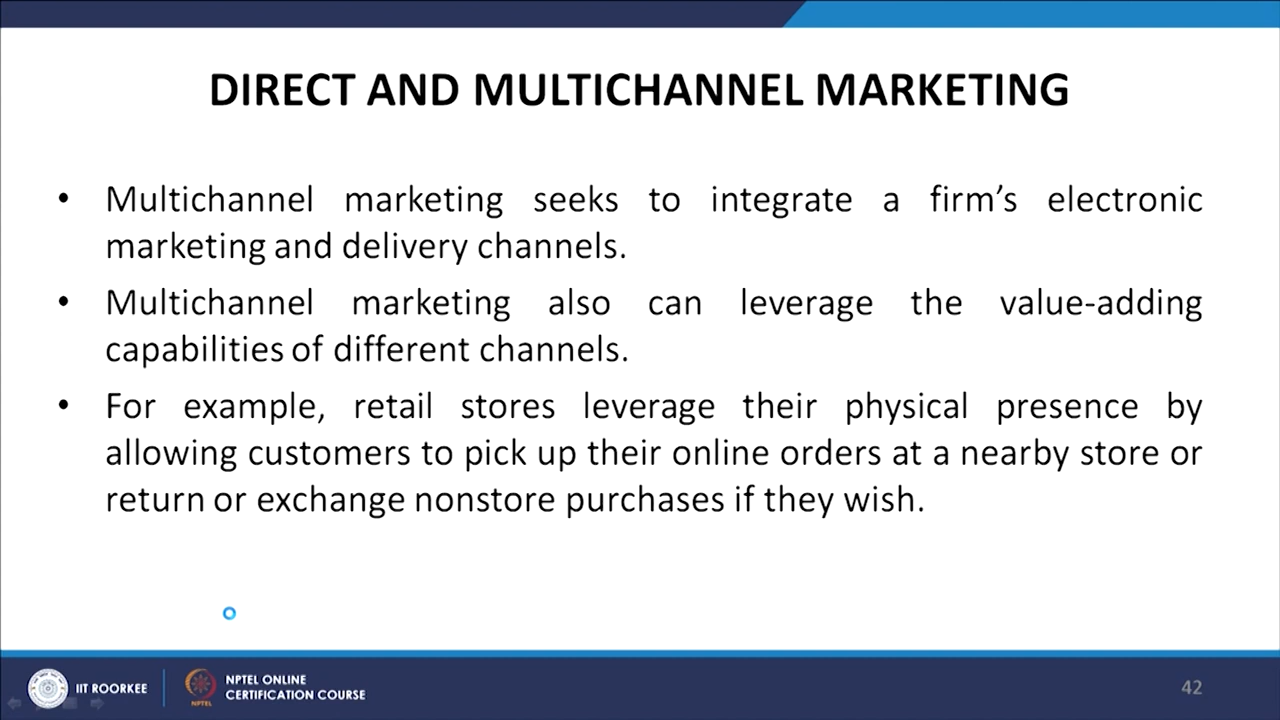 DIRECT AND MULTICHANNEL MARKETING
• Multichannel marketing seeks to integrate a firm’s electronic
marketing and delivery channels.
• Multichannel marketing also can leverage the value-adding
capabilities of different channels.
• For example, retail stores leverage their physical presence by
allowing customers to pick up their online orders at a nearby store or
return or exchange nonstore purchases if they wish.
IIT ROORKEE
NPTEL
NPTEL ONLINE
CERTIFICATION COURSE
42